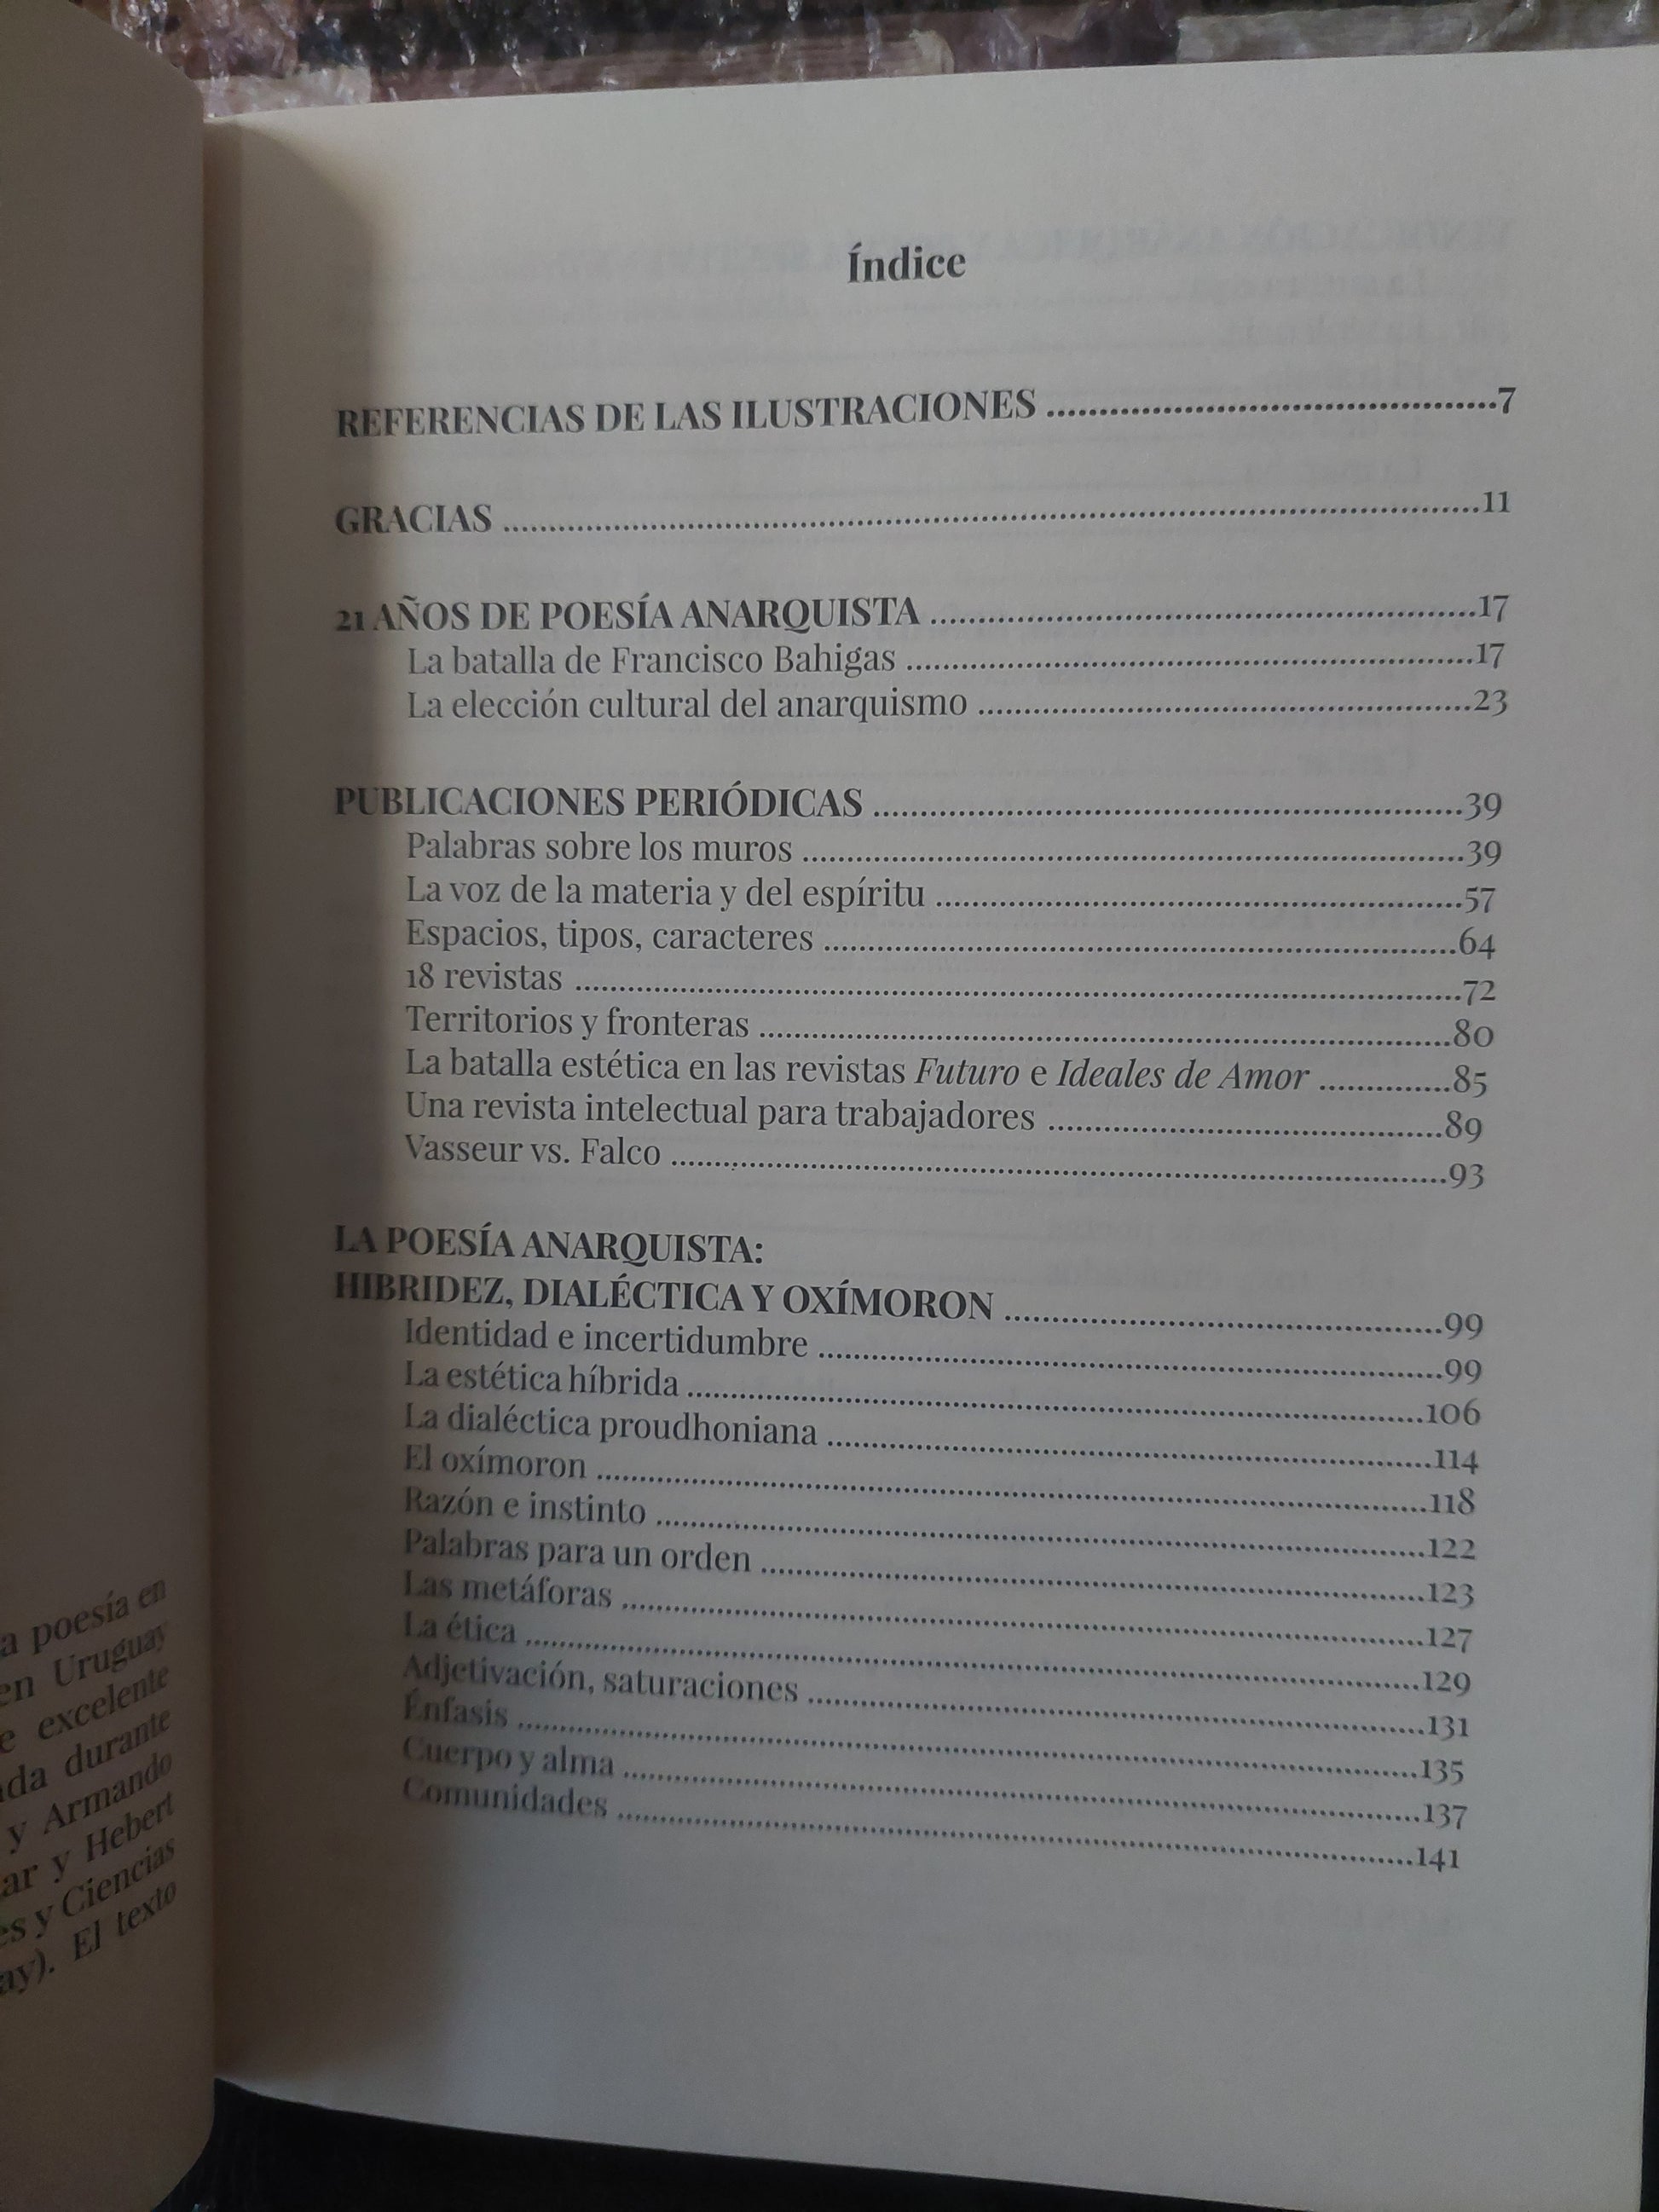 a poesía en
en Uruguay
excelente
durante
y Armando
y Hebert
y Ciencias
El texto
Índice
REFERENCIAS DE LAS ILUSTRACIONES ........................................7
GRACIAS ........................................11
21 AÑOS DE POESÍA ANARQUISTA ........................................17
La batalla de Francisco Bahigas ........................................17
La elección cultural del anarquismo ........................................23
PUBLICACIONES PERIÓDICAS ........................................39
Palabras sobre los muros ........................................39
La voz de la materia y del espíritu ........................................57
Espacios, tipos, caracteres ........................................64
18 revistas ........................................72
Territorios y fronteras ........................................80
La batalla estética en las revistas Futuro e Ideales de Amor .............85
Una revista intelectual para trabajadores ........................................89
Vasseur vs. Falco ........................................93
LA POESÍA ANARQUISTA:
HIBRIDEZ, DIALÉCTICA Y OXÍMORON ........................................99
Identidad e incertidumbre ........................................99
La estética híbrida ........................................106
La dialéctica proudhoniana ........................................114
El oxímoron ........................................118
Razón e instinto ........................................122
Palabras para un orden ........................................123
Las metáforas ........................................127
La ética ........................................129
Adjetivación, saturaciones ........................................131
Énfasis ........................................135
Cuerpo y alma ........................................137
Comunidades ........................................141